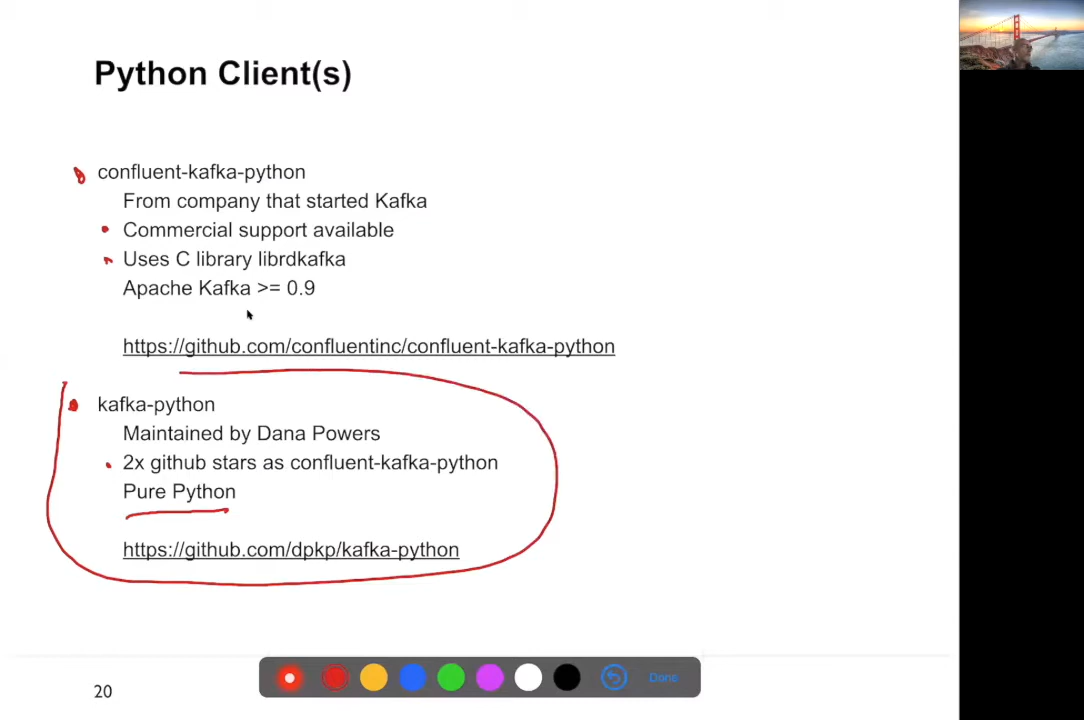 Python Client(s)
confluent-kafka-python
From company that started Kafka
Commercial support available
Uses C library librdkafka
Apache Kafka >= 0.9
https://github.com/confluentinc/confluent-kafka-python
kafka-python
Maintained by Dana Powers
2x github stars as confluent-kafka-python
Pure Python
https://github.com/dpkp/kafka-python
Done
20